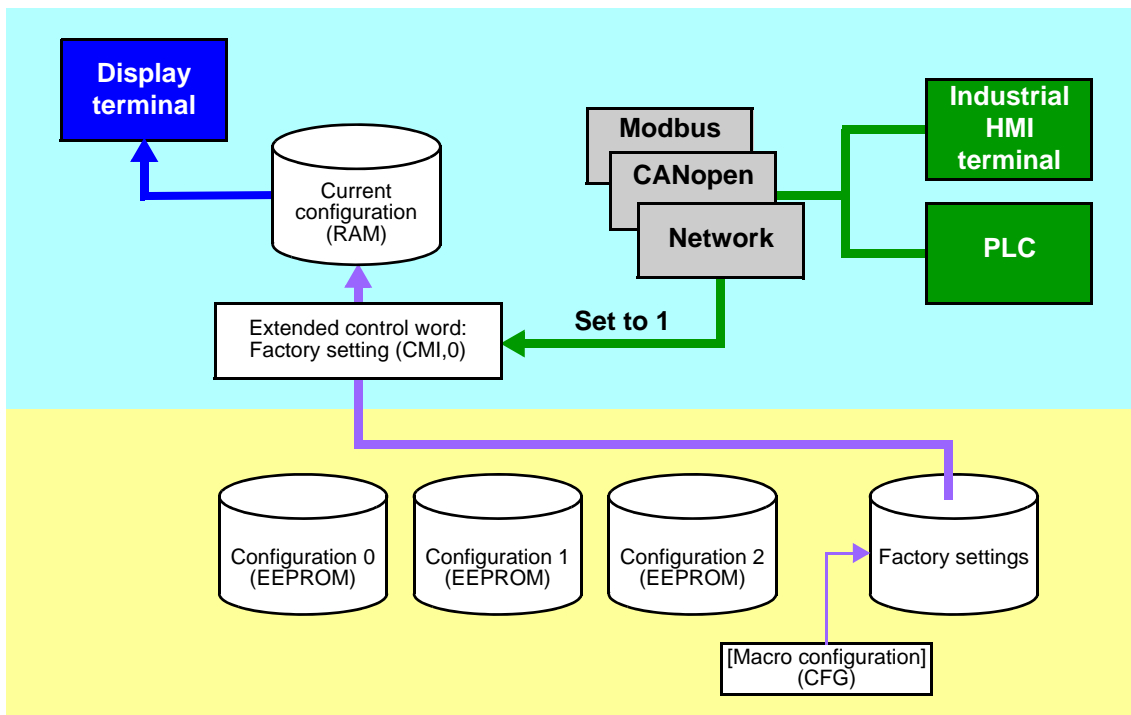 Display
terminal
Current
configuration
(RAM)
Modbus
CANopen
Network
Industrial
HMI
terminal
PLC
Extended control word:
Factory setting (CMI,0)
Set to 1
Configuration 0
(EEPROM)
Configuration 1
(EEPROM)
Configuration 2
(EEPROM)
Factory settings
[Macro configuration]
(CFG)